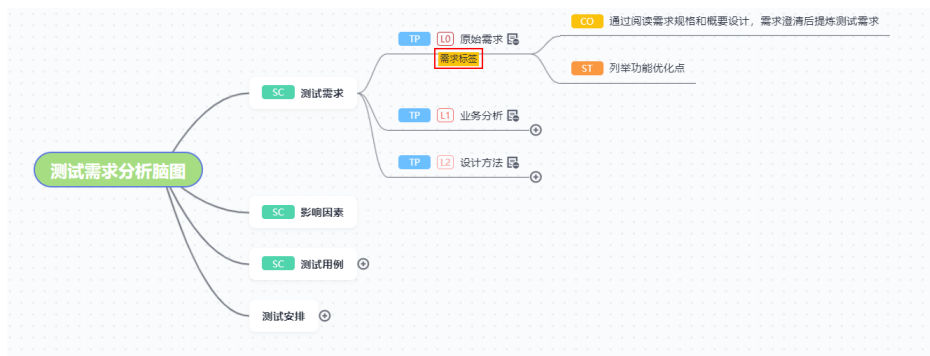 CO 通过阅读需求规格和概要设计，需求澄清后提炼测试需求
TP L0 原始需求
需求标签
ST 列举功能优化点
SC 测试需求
TP L1 业务分析
TP L2 设计方法
测试需求分析脑图
SC 影响因素
SC 测试用例
测试安排